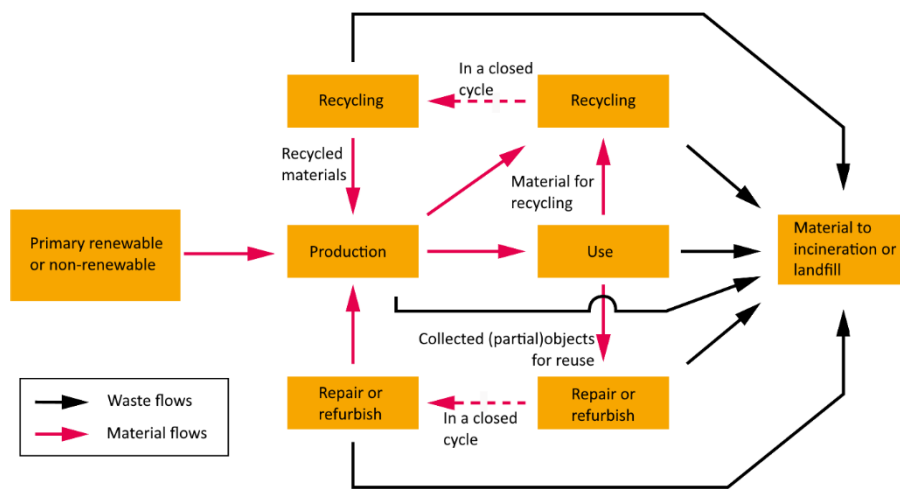 In a closed
cycle
Recycling
Recycling
Recycled
materials
Material for
recycling
Primary renewable
or non-renewable
Production
Use
Material to
incineration or
landfill
Collected (partial)objects
for reuse
Repair or
refurbish
In a closed
cycle
Repair or
refurbish
Waste flows
Material flows